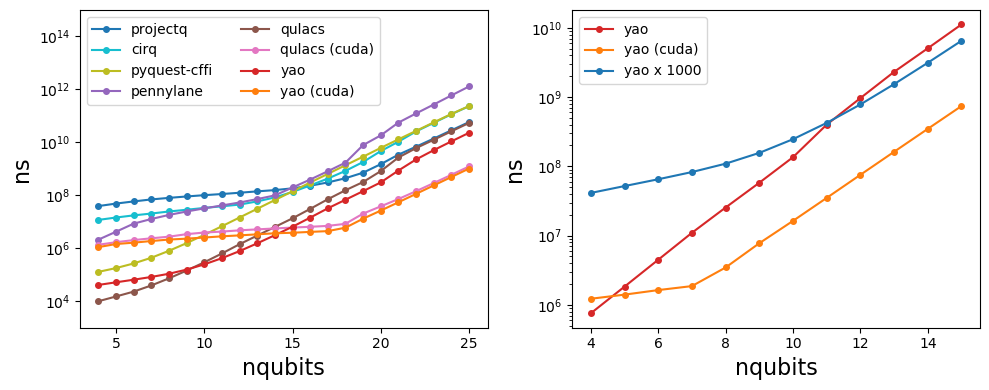 ns
10^14
10^12
10^10
10^8
10^6
10^4
projectq
cirq
pyquest-cffi
pennylane
qulacs
qulacs (cuda)
yao
yao (cuda)
5 10 15 20 25
nqubits
ns
10^10
10^9
10^8
10^7
10^6
yao
yao (cuda)
yao x 1000
4 6 8 10 12 14
nqubits